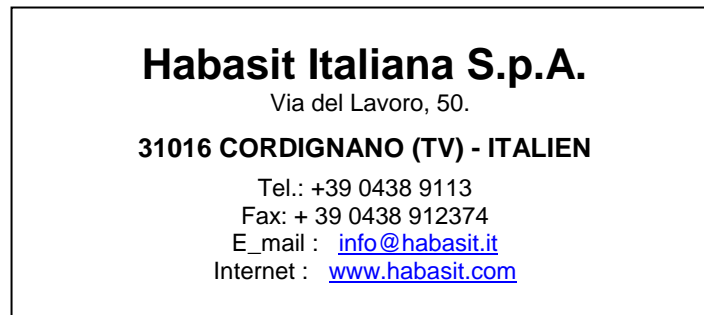 Habasit Italiana S.p.A.
Via del Lavoro, 50.
31016 CORDIGNANO (TV) - ITALIEN
Tel.: +39 0438 9113
Fax: + 39 0438 912374
E_mail : info@habasit.it
Internet : www.habasit.com